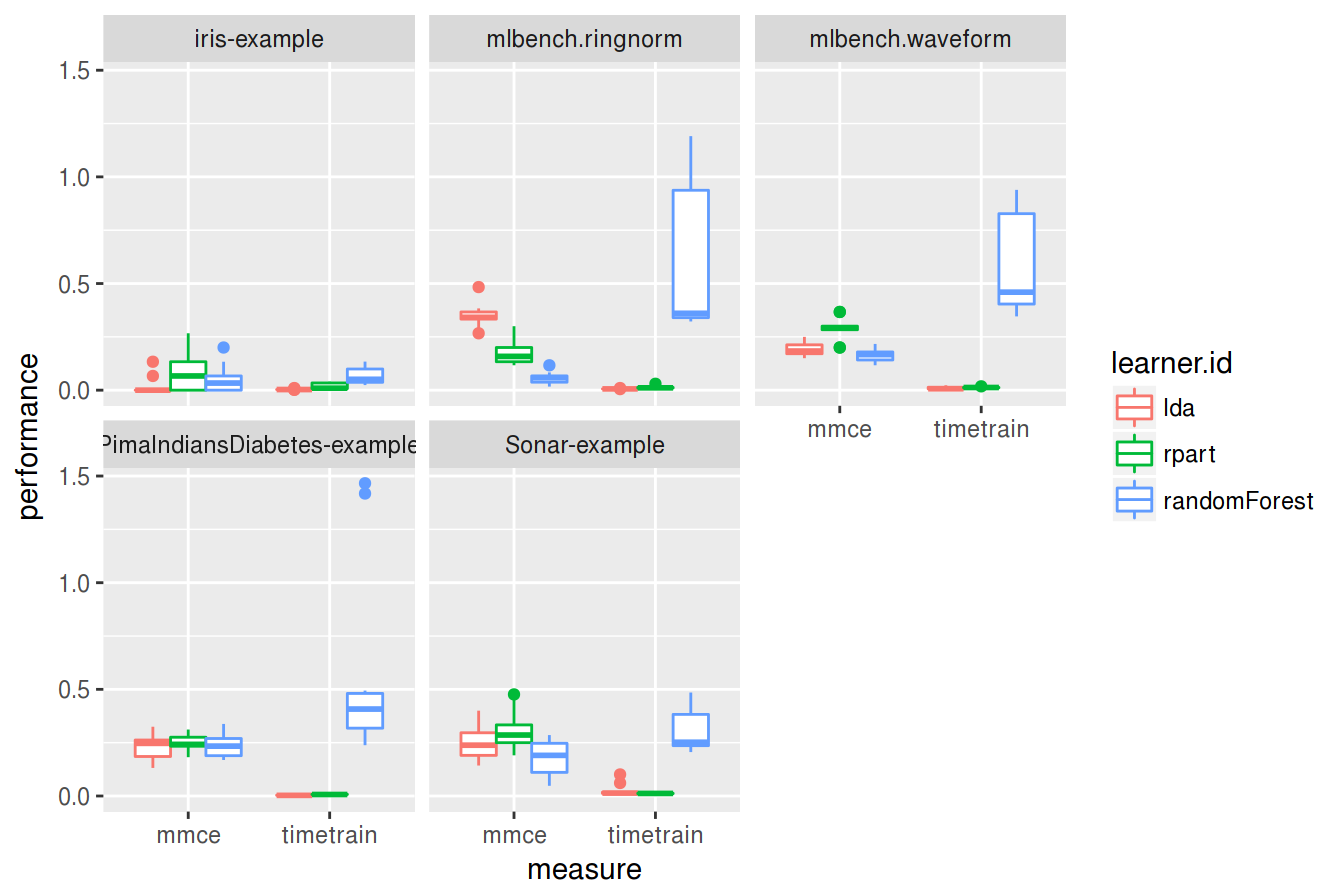 iris-example
mlbench.ringnorm
mlbench.waveform
1.5
1.0
0.5
0.0
mmce
timetrain
PimaIndiansDiabetes-example
Sonar-example
1.5
1.0
0.5
0.0
mmce
timetrain
mmce
timetrain
measure
performance
learner.id
lda
rpart
randomForest